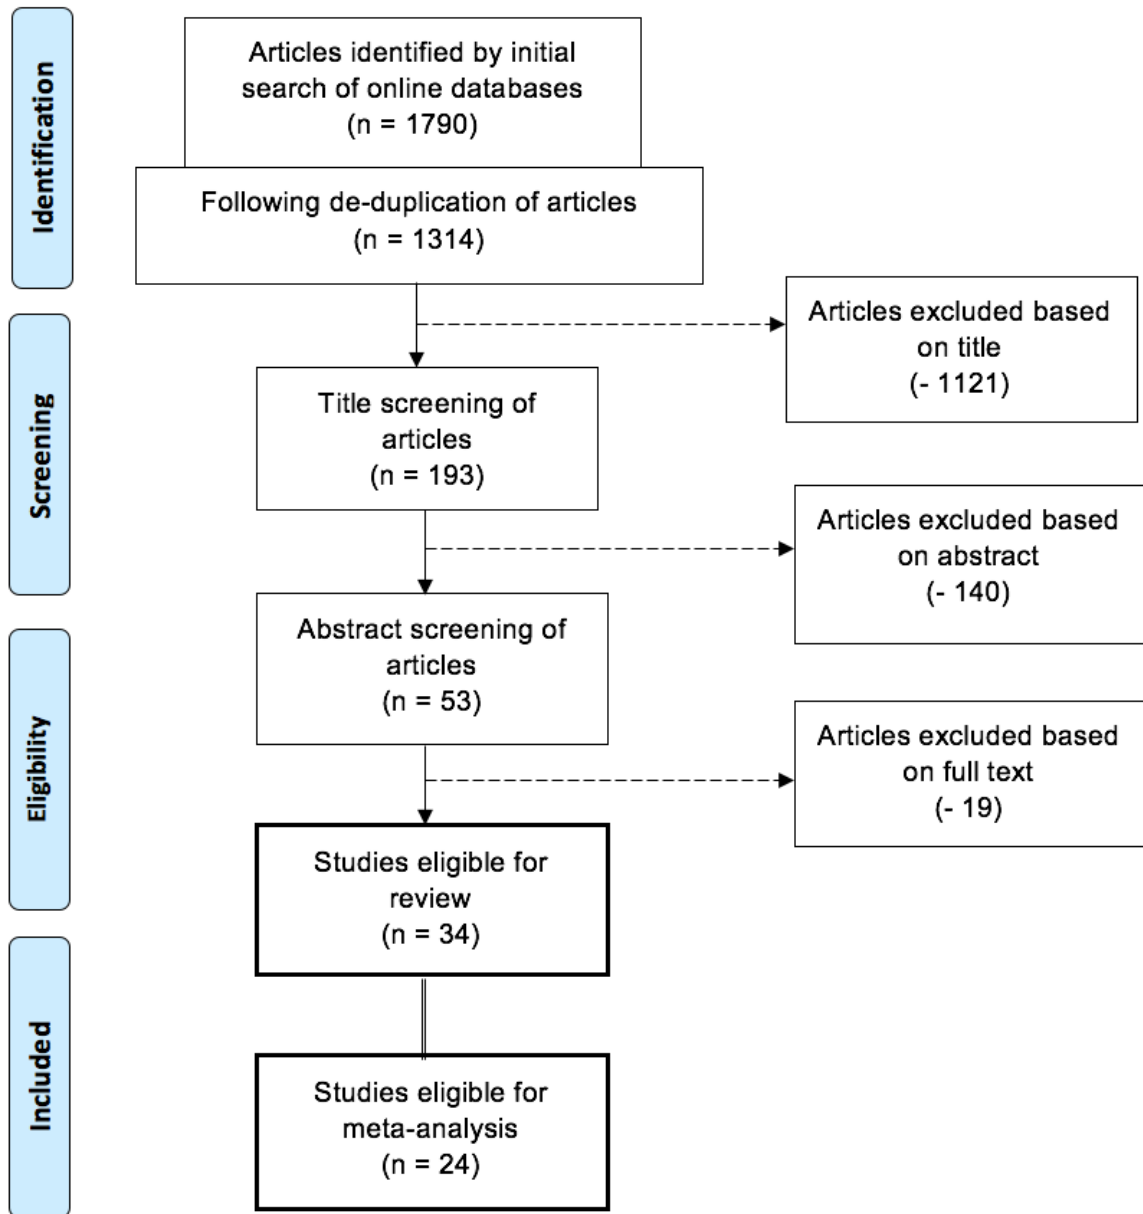 Identification
Articles identified by initial
search of online databases
(n = 1790)
Following de-duplication of articles
(n = 1314)
Articles excluded based
on title
(- 1121)
Screening
Title screening of
articles
(n = 193)
Articles excluded based
on abstract
(- 140)
Abstract screening of
articles
(n = 53)
Eligibility
Articles excluded based
on full text
(- 19)
Studies eligible for
review
(n = 34)
Included
Studies eligible for
meta-analysis
(n = 24)